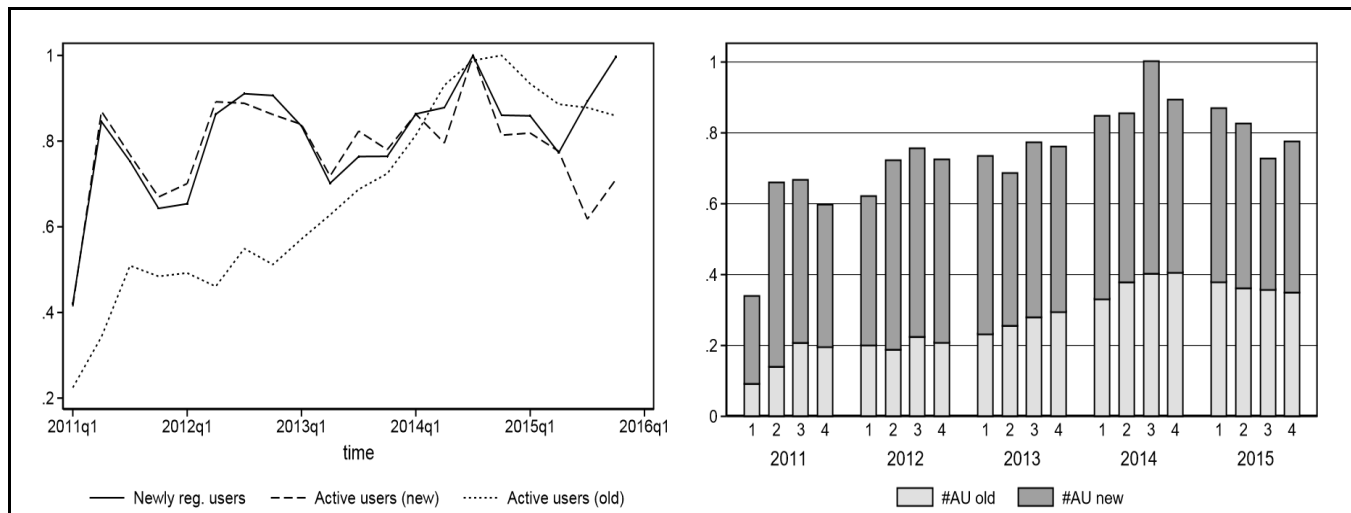 1
.8
.6
.4
.2
2011q1 2012q1 2013q1 2014q1 2015q1 2016q1
time
Newly reg. users Active users (new) Active users (old)
1
.8
.6
.4
.2
0
1 2 3 4 1 2 3 4 1 2 3 4 1 2 3 4 1 2 3 4
2011 2012 2013 2014 2015
#AU old #AU new